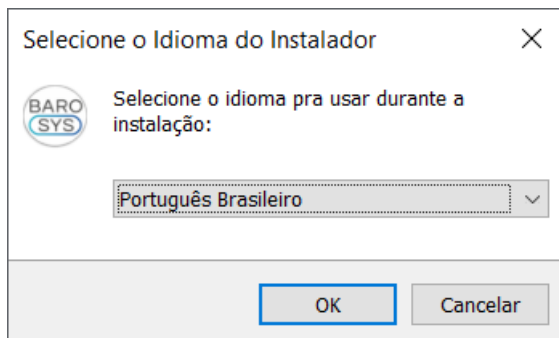 Selecione o Idioma do Instalador
BARO
SYS
Selecione o idioma pra usar durante a
instalação:
Português Brasileiro
OK
Cancelar